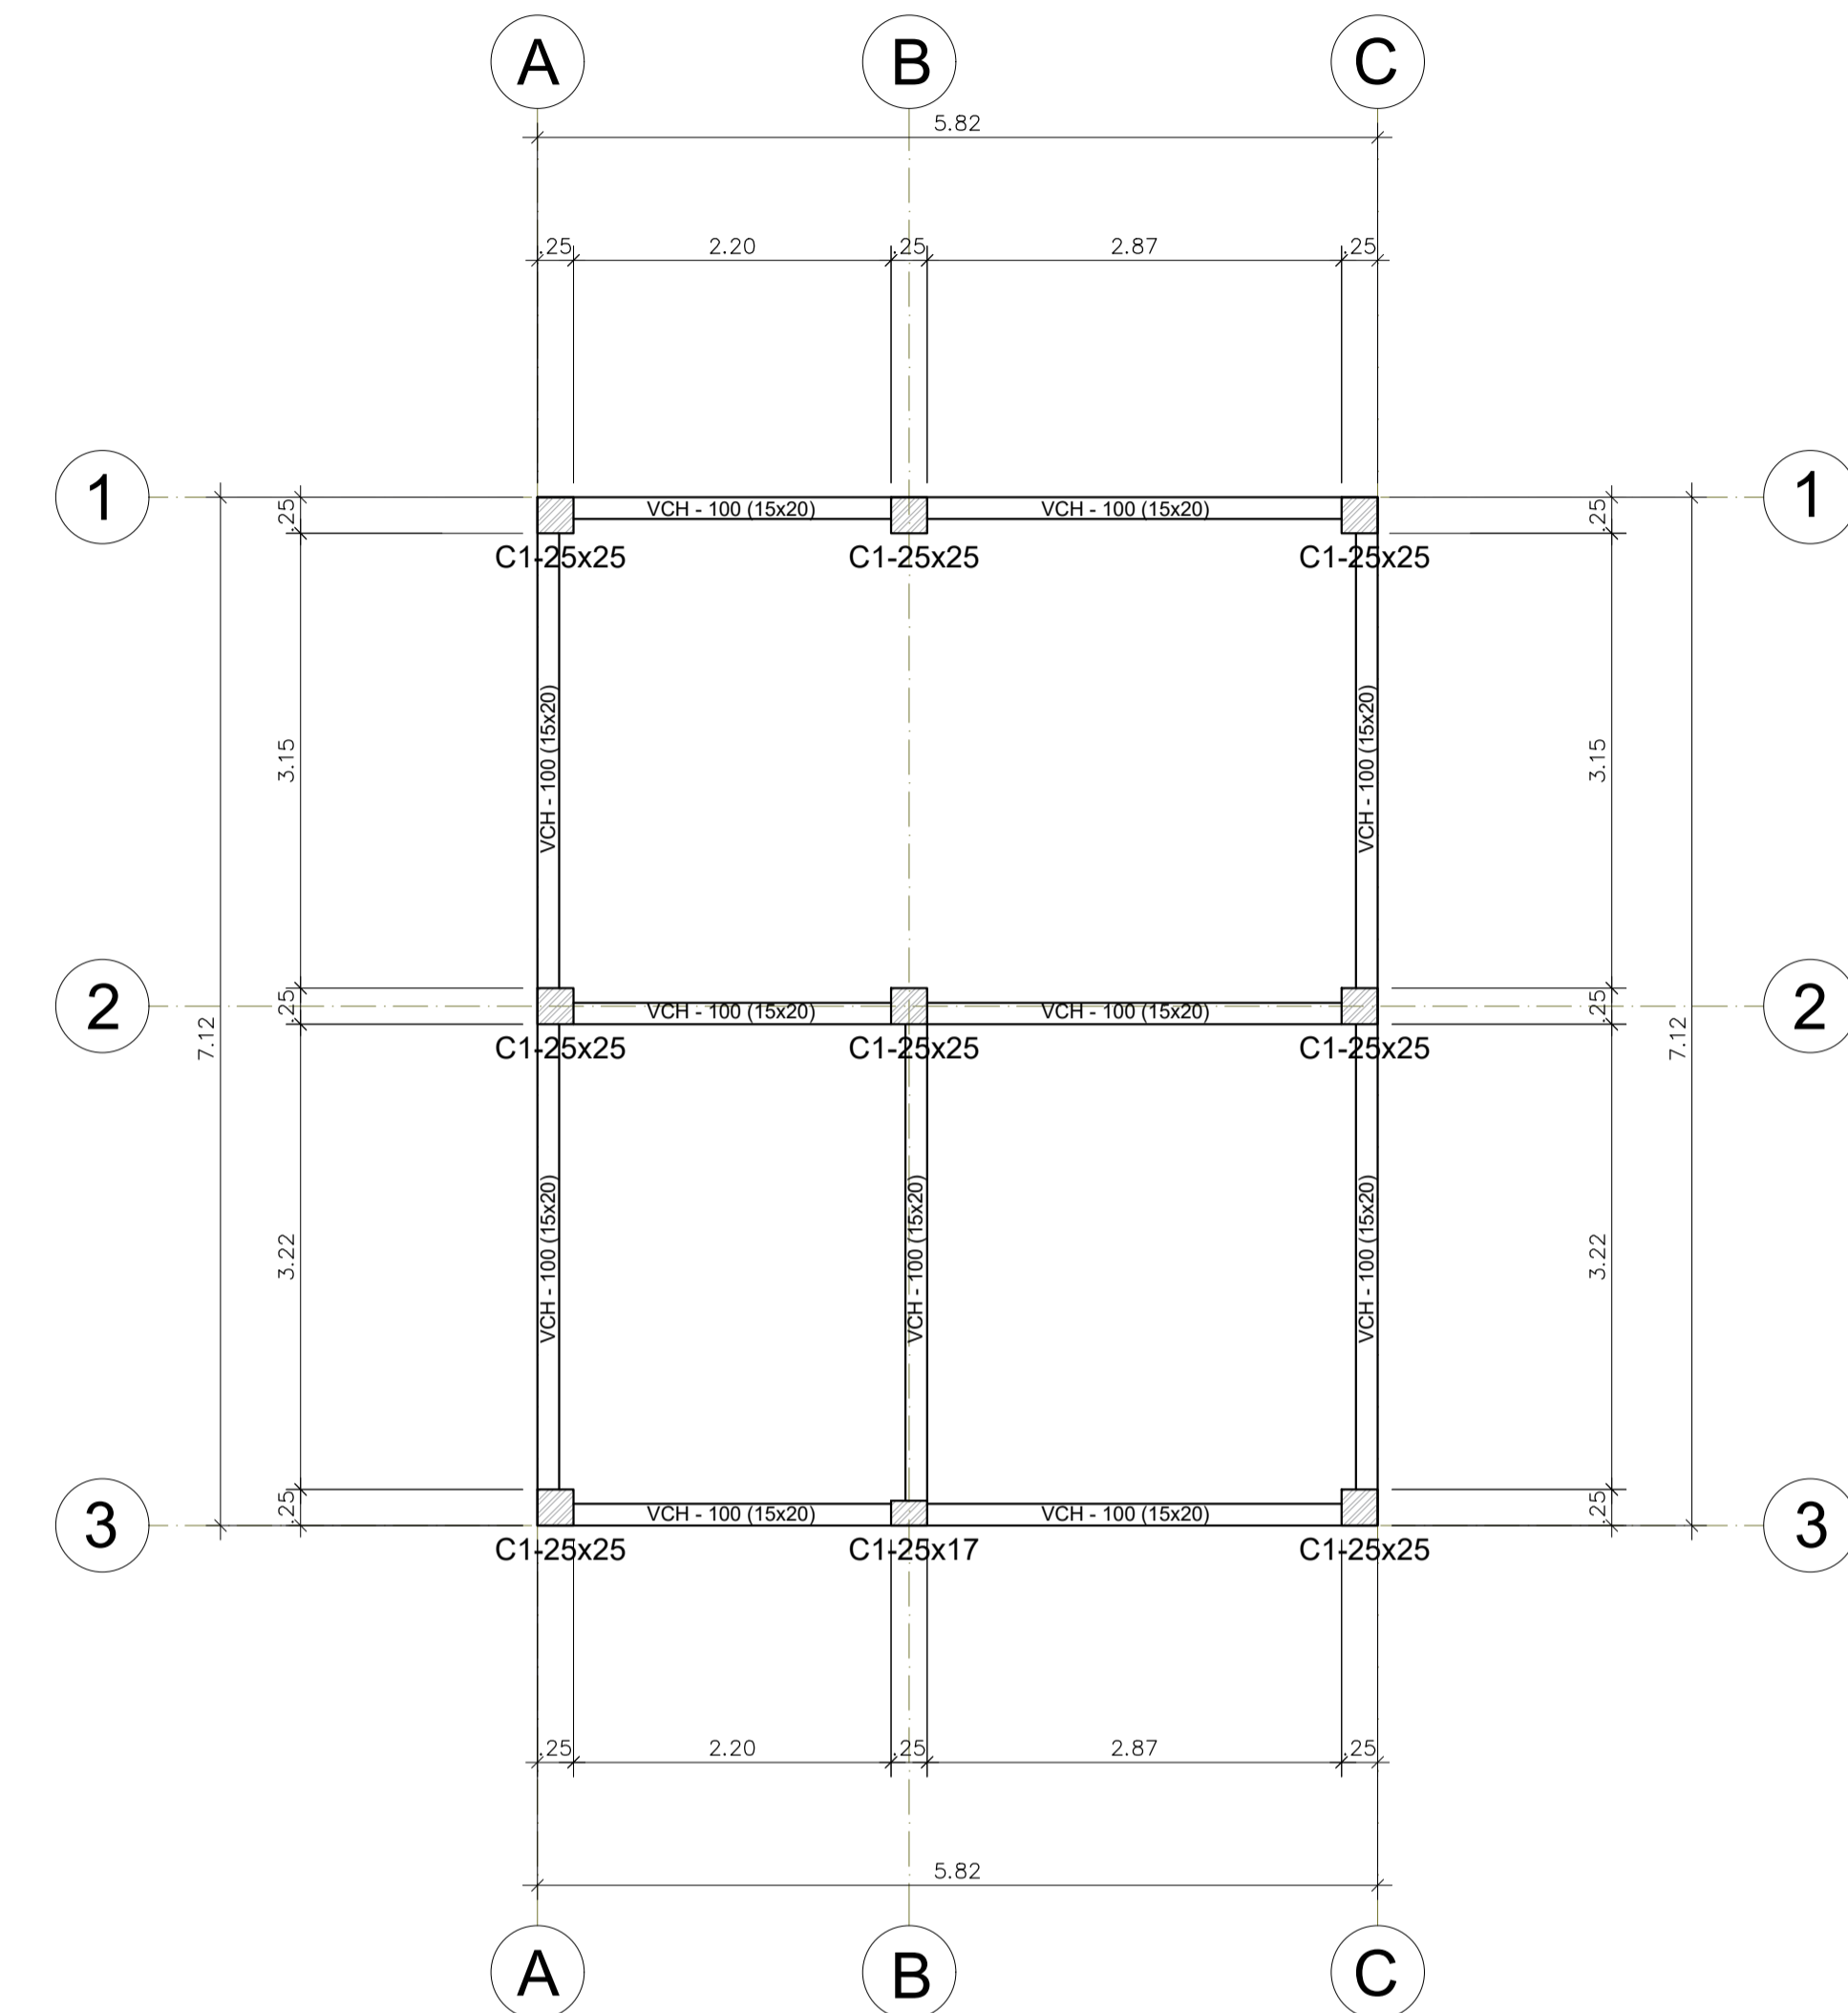 A B C
5.82
.25 2.20 .25 2.87 .25
1 1
.25 .25
VCH - 100 (15x20) VCH - 100 (15x20)
C1-25x25 C1-25x25 C1-25x25
3.15 3.15
VCH - 100 (15x20) VCH - 100 (15x20)
2 2
.25 .25
VCH - 100 (15x20) VCH - 100 (15x20)
7.12 7.12
C1-25x25 C1-25x25 C1-25x25
3.22 3.22
VCH - 100 (15x20) VCH - 100 (15x20) VCH - 100 (15x20)
3 3
.25 .25
VCH - 100 (15x20) VCH - 100 (15x20)
C1-25x25 C1-25x17 C1-25x25
.25 2.20 .25 2.87 .25
5.82
A B C